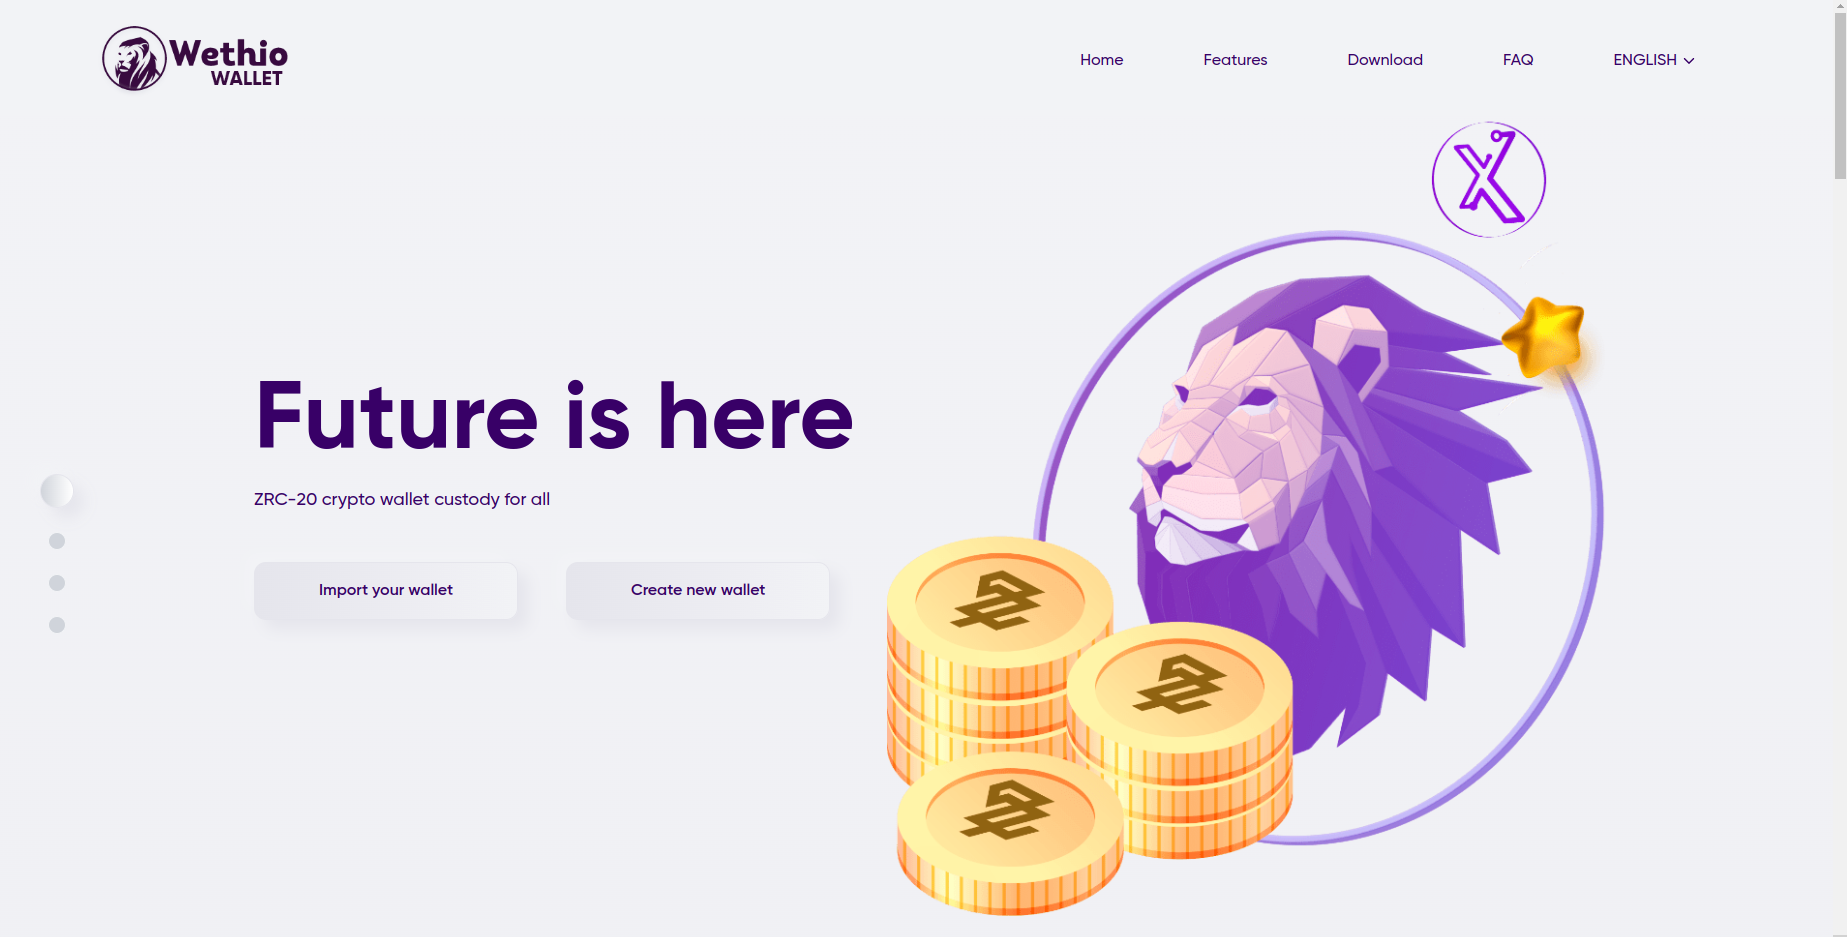 Wethio
WALLET
Home
Features
Download
FAQ
ENGLISH
Future is here
ZRC-20 crypto wallet custody for all
Import your wallet
Create new wallet